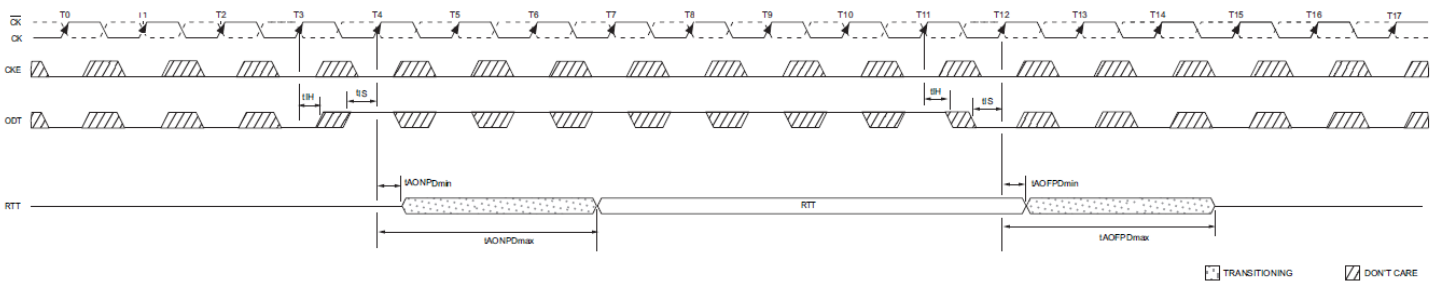 CK
T0 T1 T2 T3 T4 T5 T6 T7 T8 T9 T10 T11 T12 T13 T14 T15 T16 T17
CK
CKE
tIH tIS tIH tIS
ODT
tAONPDmin tAOFPDmin
RTT RTT
tAONPDmax tAOFPDmax
TRANSITIONING DON'T CARE